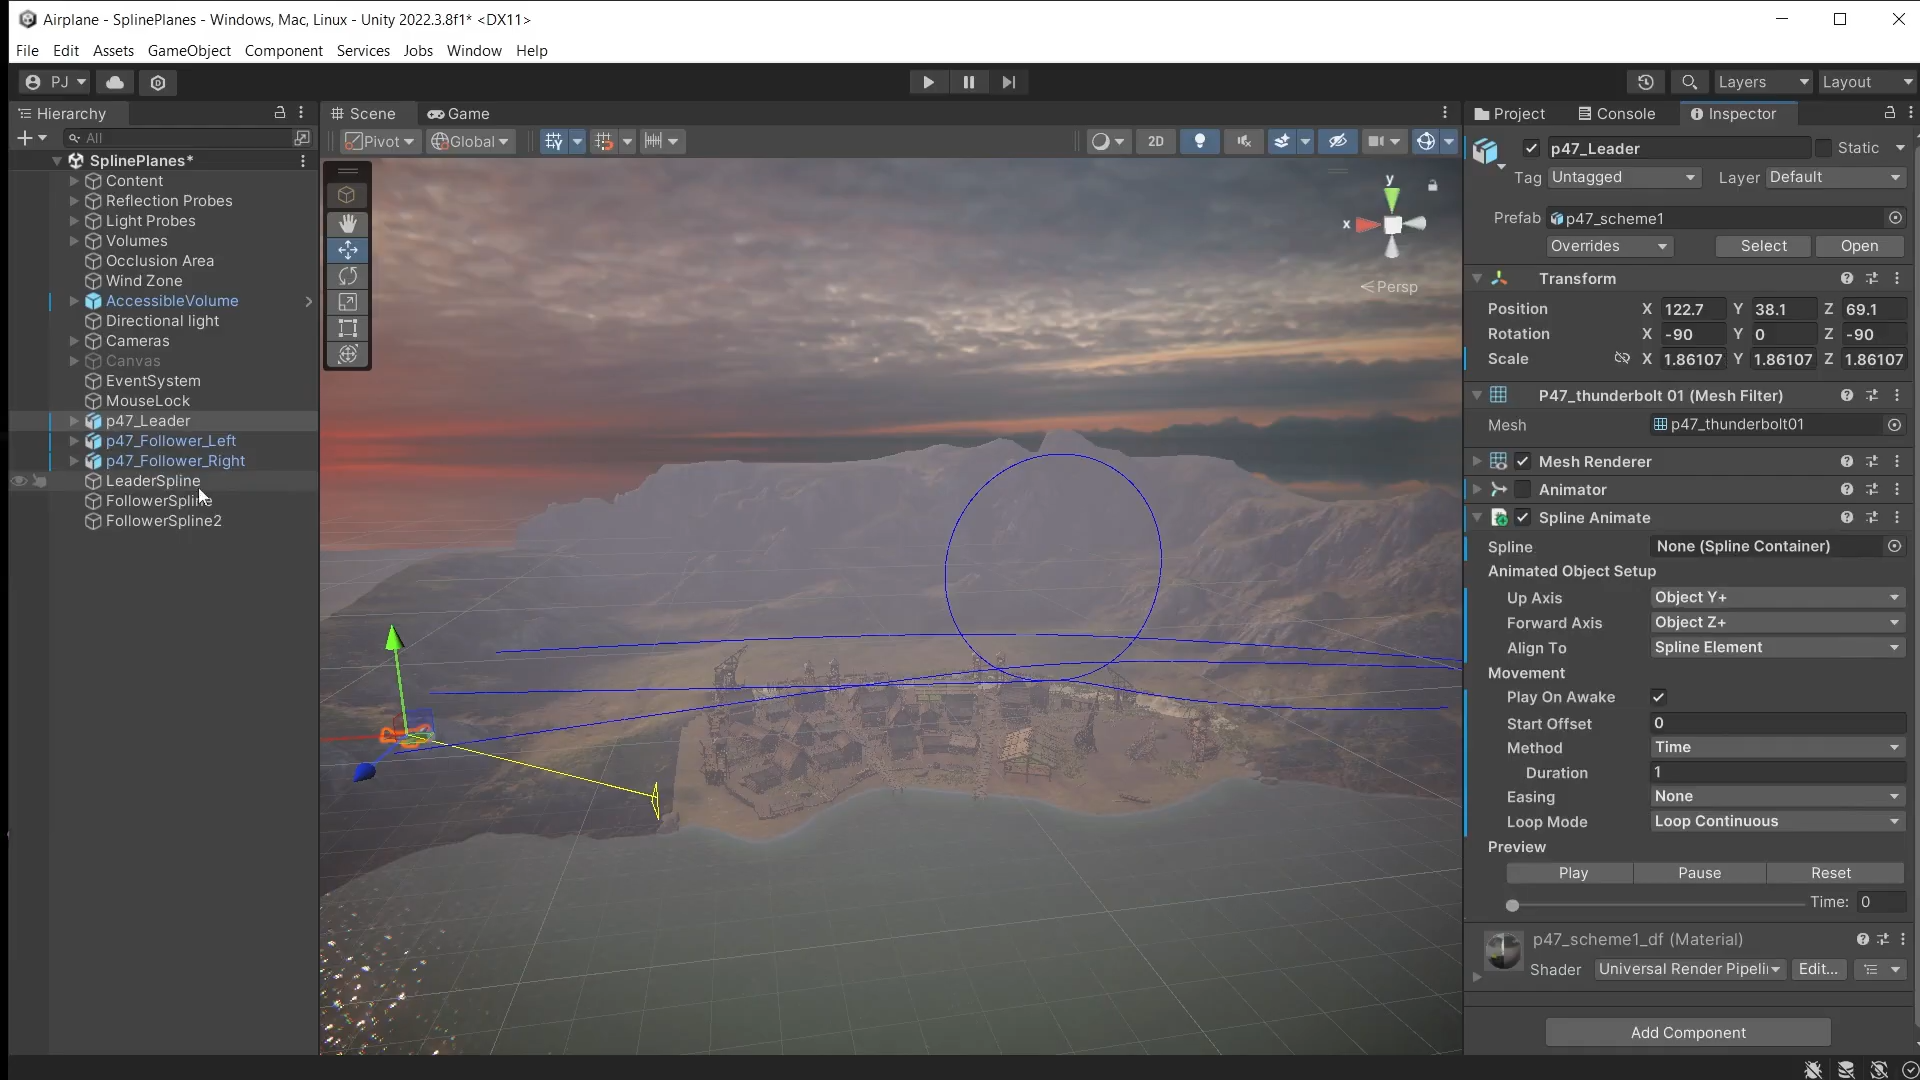 Airplane - SplinePlanes - Windows, Mac, Linux - Unity 2022.3.8f1* <DX11>
File Edit Assets GameObject Component Services Jobs Window Help
PJ
Layers
Layout
Hierarchy
All
SplinePlanes*
Content
Reflection Probes
Light Probes
Volumes
Occlusion Area
Wind Zone
AccessibleVolume
Directional light
Cameras
Canvas
EventSystem
MouseLock
p47_Leader
p47_Follower_Left
p47_Follower_Right
LeaderSpline
FollowerSpline
FollowerSpline2
Scene Game
Pivot Global
2D
y
x
Persp
Project Console Inspector
p47_Leader Static
Tag Untagged Layer Default
Prefab p47_scheme1
Overrides Select Open
Transform
Position X 122.7 Y 38.1 Z 69.1
Rotation X -90 Y 0 Z -90
Scale X 1.86107 Y 1.86107 Z 1.86107
P47_thunderbolt 01 (Mesh Filter)
Mesh p47_thunderbolt01
Mesh Renderer
Animator
Spline Animate
Spline None (Spline Container)
Animated Object Setup
Up Axis Object Y+
Forward Axis Object Z+
Align To Spline Element
Movement
Play On Awake
Start Offset 0
Method Time
Duration 1
Easing None
Loop Mode Loop Continuous
Preview
Play Pause Reset
Time: 0
p47_scheme1_df (Material)
Shader Universal Render Pipeli Edit...
Add Component